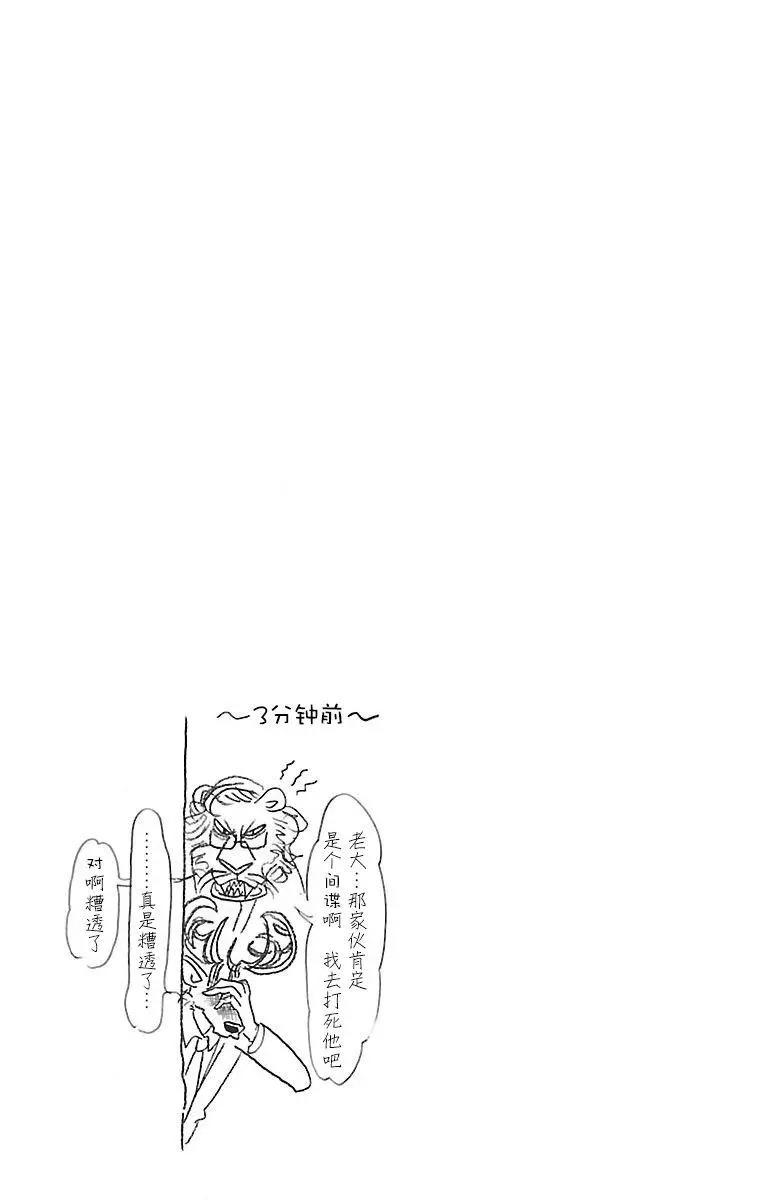 ～3分钟前～
老大…那家伙肯定
是个间谍啊 我去打死他吧
………真是糟透了…
对啊糟透了